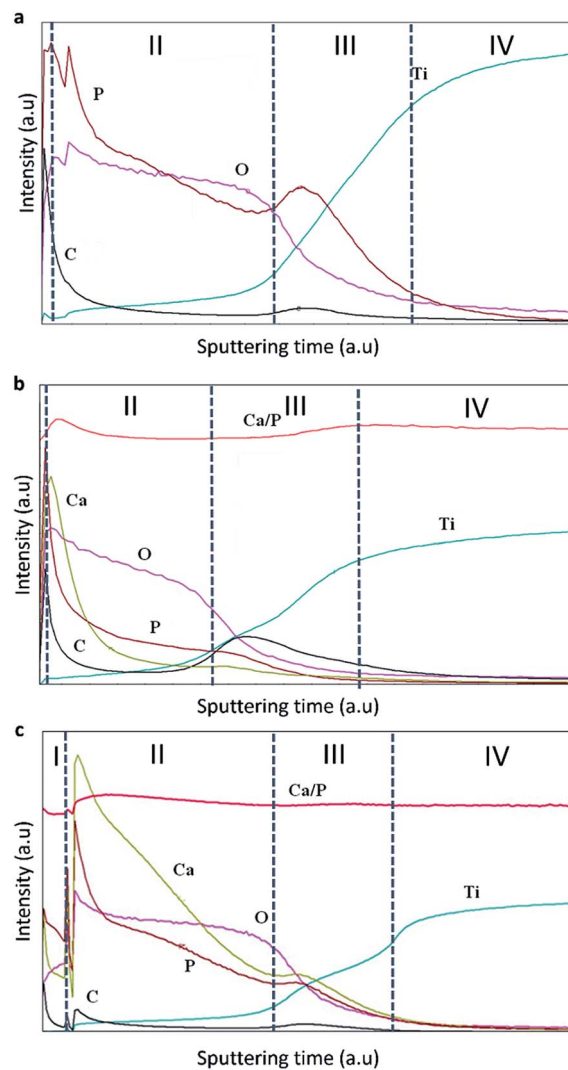 a
II III IV
Ti
P
O
C
Intensity (a.u)
Sputtering time (a.u)
b
II III IV
Ca/P
Ca
Ti
O
P
C
Intensity (a.u)
Sputtering time (a.u)
c
I II III IV
Ca/P
Ca
Ti
O
P
C
Intensity (a.u)
Sputtering time (a.u)